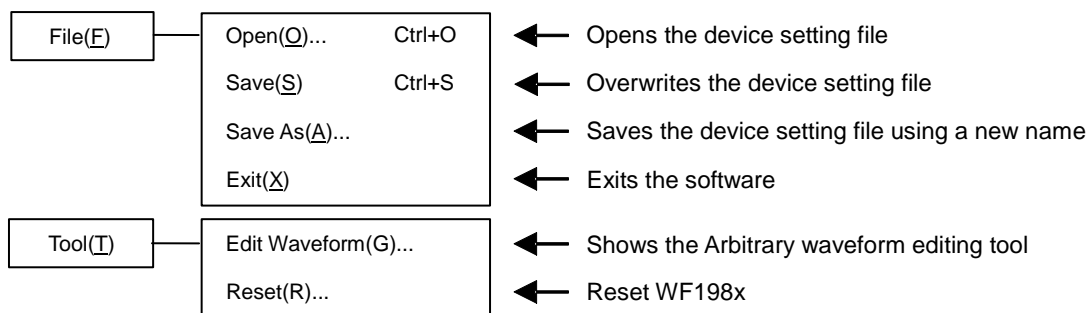 File(F) Open(O)... Ctrl+O Opens the device setting file
Save(S) Ctrl+S Overwrites the device setting file
Save As(A)... Saves the device setting file using a new name
Exit(X) Exits the software
Tool(T) Edit Waveform(G)... Shows the Arbitrary waveform editing tool
Reset(R)... Reset WF198x